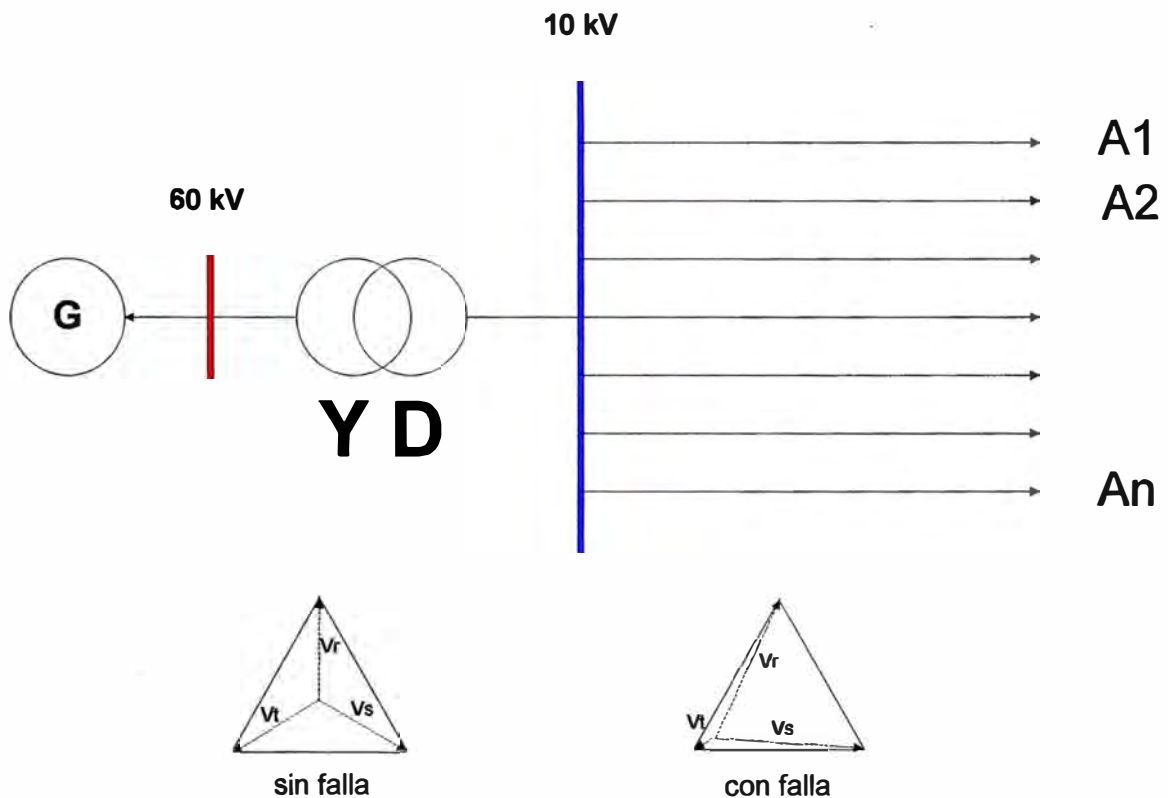 10 kV
A1
60 kV
A2
G
Y D
An
Vr
Vt
Vs
sin falla
Vr
Vt
Vs
con falla